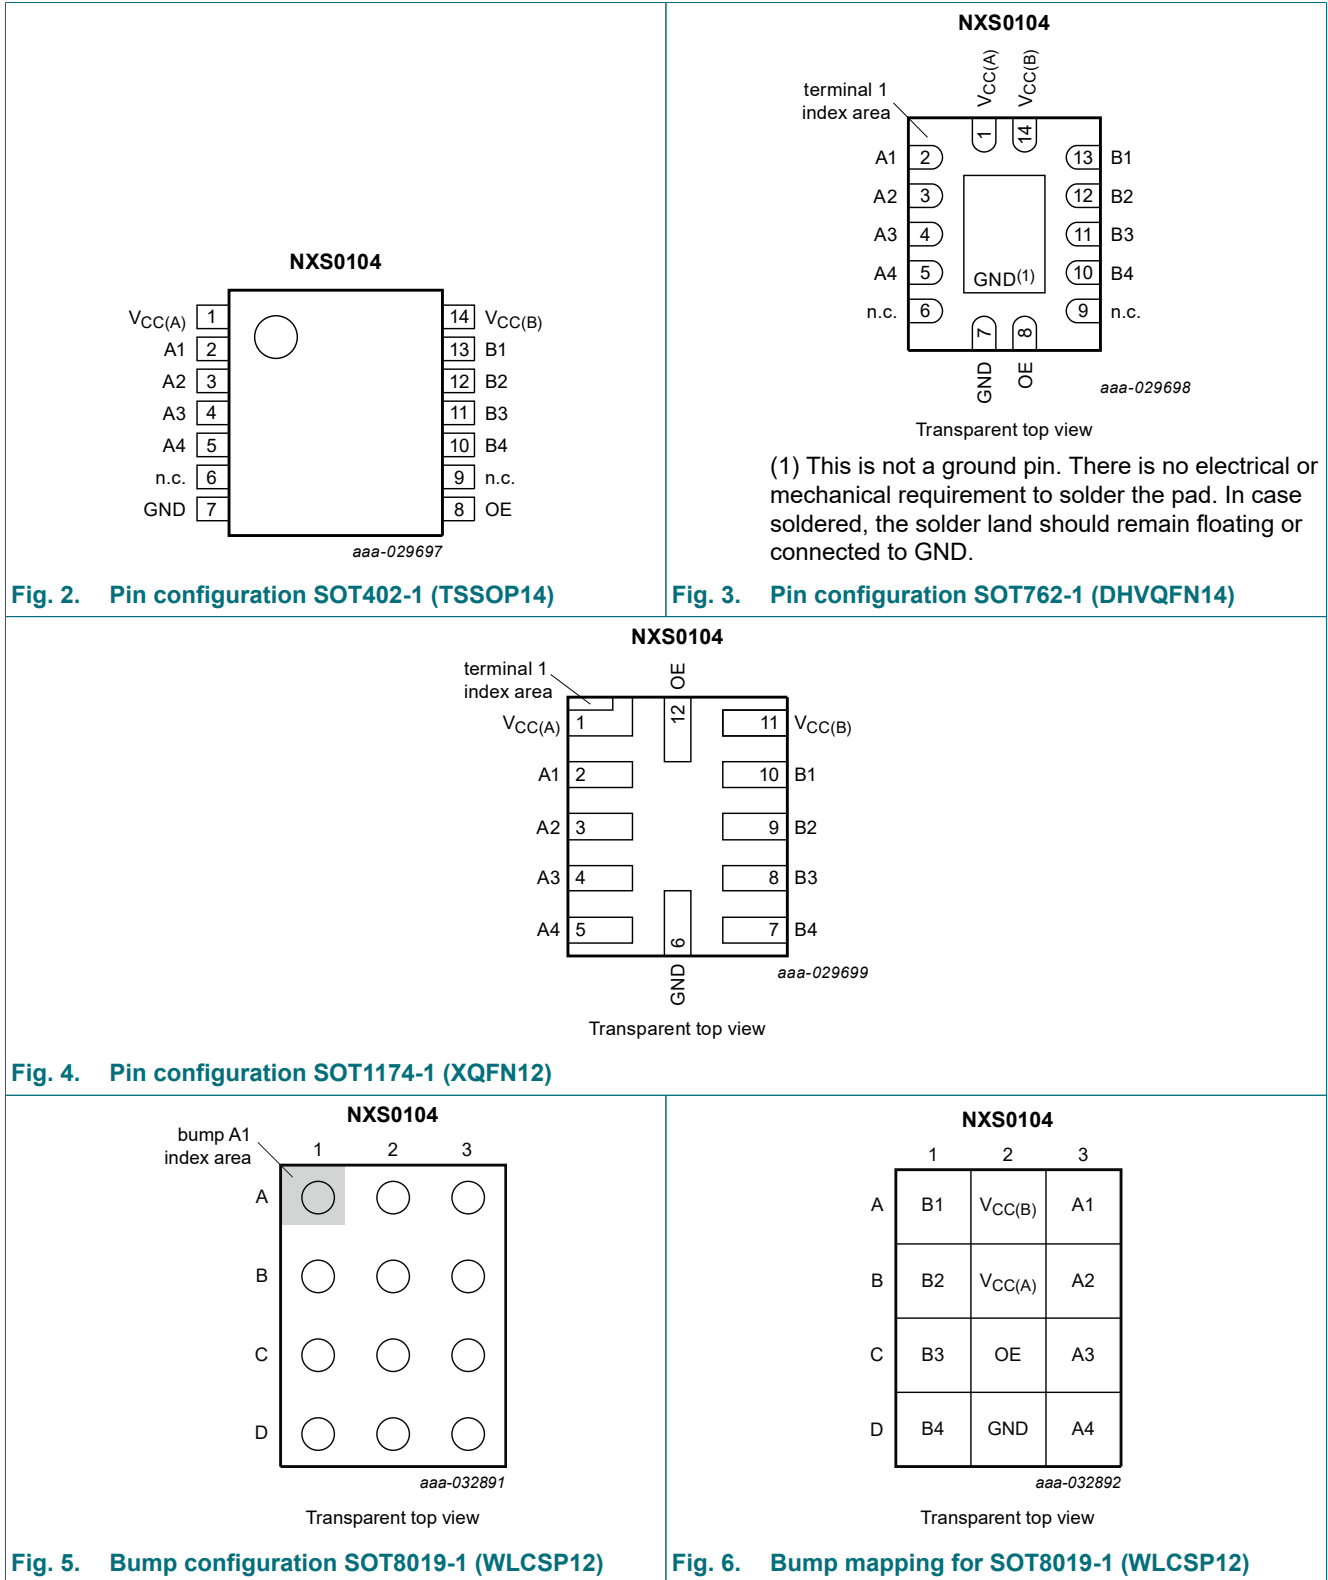 NXS0104
VCC(A) 1 14 VCC(B)
A1 2 13 B1
A2 3 12 B2
A3 4 11 B3
A4 5 10 B4
n.c. 6 9 n.c.
GND 7 8 OE
aaa-029697
Fig. 2. Pin configuration SOT402-1 (TSSOP14)
NXS0104
terminal 1
index area
VCC(A) VCC(B)
1 14
A1 2 13 B1
A2 3 12 B2
A3 4 11 B3
A4 5 GND(1) 10 B4
n.c. 6 9 n.c.
7 8
GND OE
aaa-029698
Transparent top view
(1) This is not a ground pin. There is no electrical or
mechanical requirement to solder the pad. In case
soldered, the solder land should remain floating or
connected to GND.
Fig. 3. Pin configuration SOT762-1 (DHVQFN14)
NXS0104
terminal 1
index area
OE
VCC(A) 1 12 11 VCC(B)
A1 2 10 B1
A2 3 9 B2
A3 4 8 B3
A4 5 6 7 B4
GND
aaa-029699
Transparent top view
Fig. 4. Pin configuration SOT1174-1 (XQFN12)
NXS0104
bump A1
index area
1 2 3
A
B
C
D
aaa-032891
Transparent top view
Fig. 5. Bump configuration SOT8019-1 (WLCSP12)
NXS0104
1 2 3
A B1 VCC(B) A1
B B2 VCC(A) A2
C B3 OE A3
D B4 GND A4
aaa-032892
Transparent top view
Fig. 6. Bump mapping for SOT8019-1 (WLCSP12)